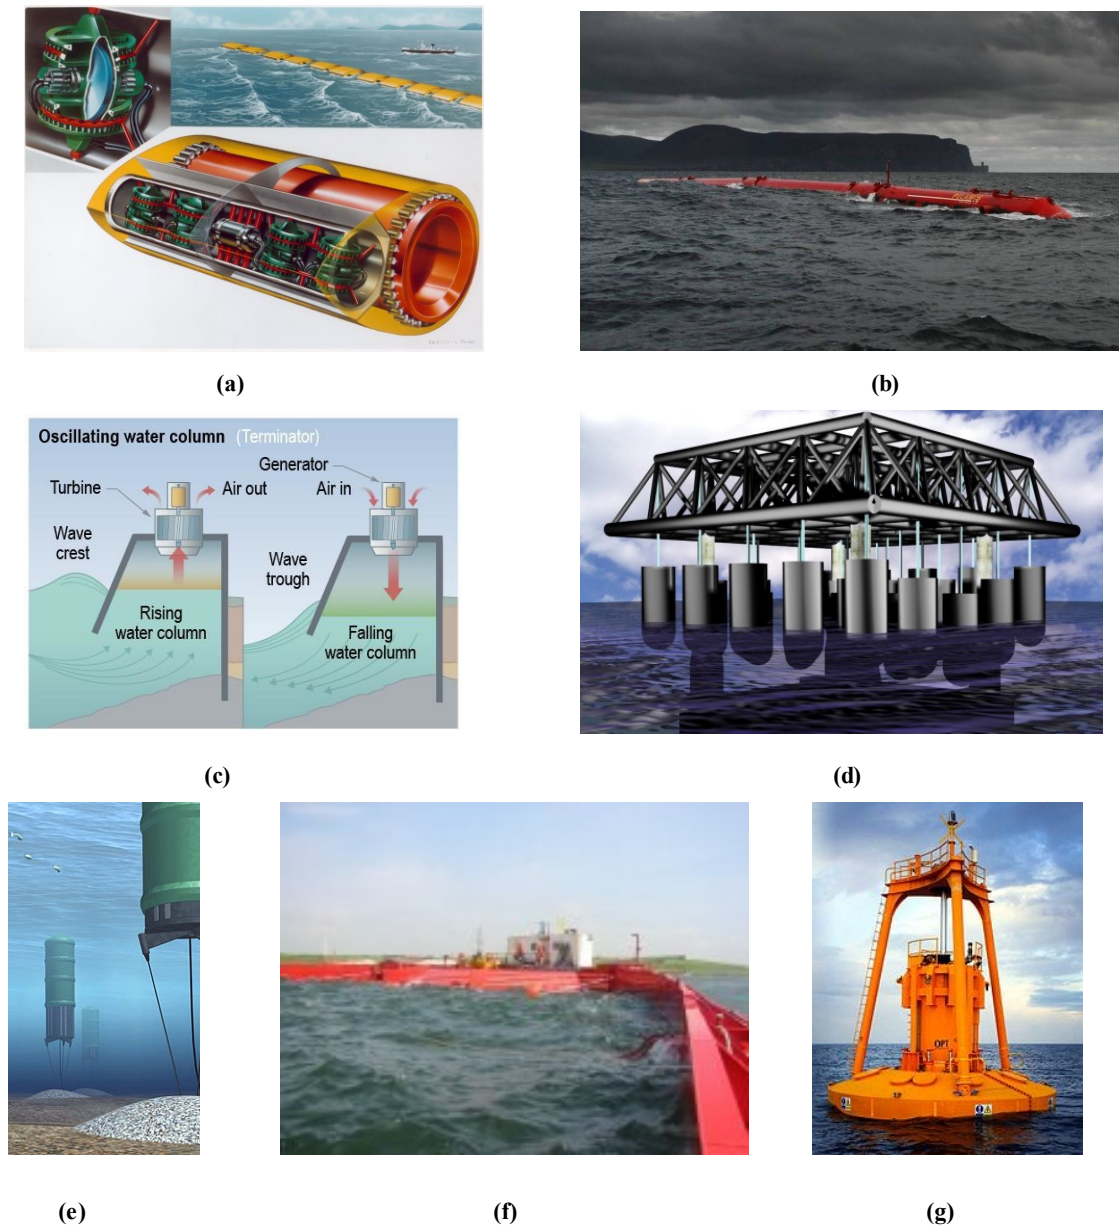 (a)
(b)
Oscillating water column (Terminator)
Generator
Turbine
Air out
Air in
Wave
crest
Wave
trough
Rising
water column
Falling
water column
(c)
(d)
OPT
(e)
(f)
(g)